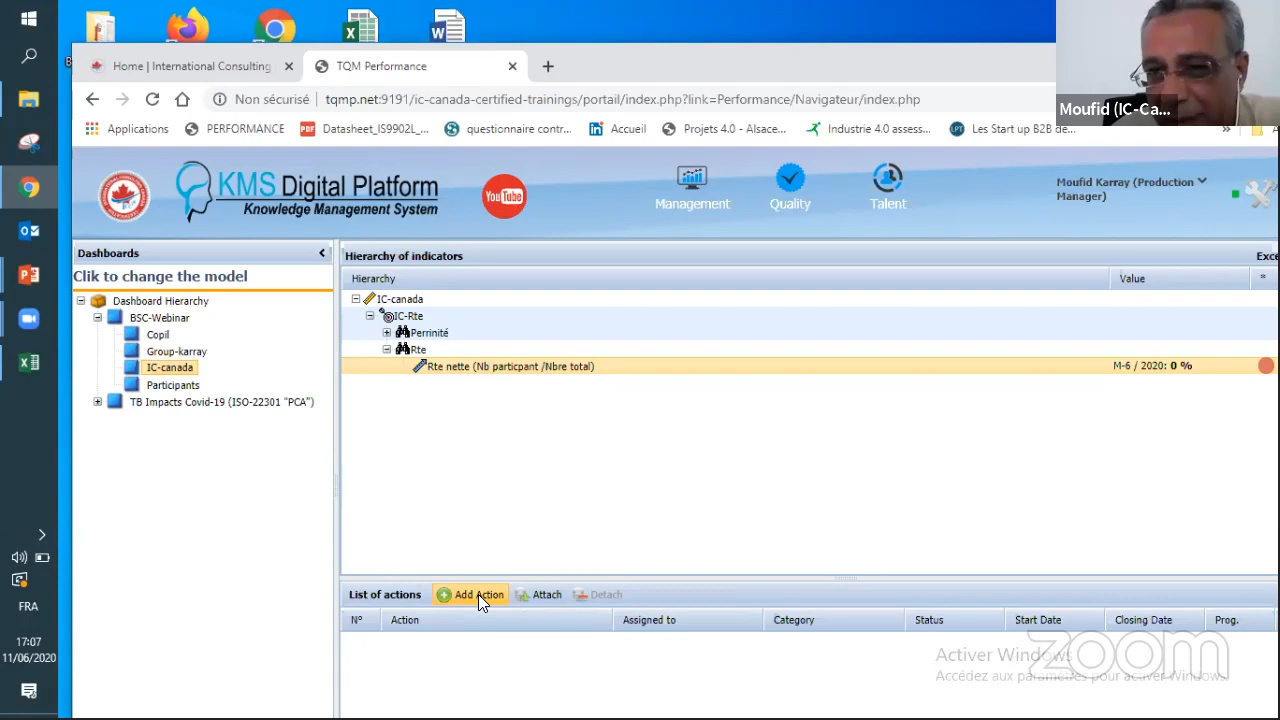 Home | International Consulting
TQM Performance
Non sécurisé
tqmp.net:9191/ic-canada-certified-trainings/portail/index.php?link=Performance/Navigateur/index.php
Moufid (IC-Ca...
Applications
PERFORMANCE
Datasheet_IS9902L_...
questionnaire contr...
Accueil
Projets 4.0 - Alsace...
Industrie 4.0 assess...
Les Start up B2B de...
KMS Digital Platform
Knowledge Management System
YouTube
Management
Quality
Talent
Moufid Karray (Production
Manager)
Dashboards
Clik to change the model
Dashboard Hierarchy
BSC-Webinar
Copil
Group-karray
IC-canada
Participants
TB Impacts Covid-19 (ISO-22301 "PCA")
Hierarchy of indicators
Exce
Hierarchy
Value
*
IC-canada
IC-Rte
Perrinité
Rte
Rte nette (Nb particpant /Nbre total)
M-6 / 2020: 0 %
List of actions
Add Action
Attach
Detach
N°
Action
Assigned to
Category
Status
Start Date
Closing Date
Prog.
Activer Windows
Accédez aux paramètres pour activer Windows.
zoom
FRA
17:07
11/06/2020